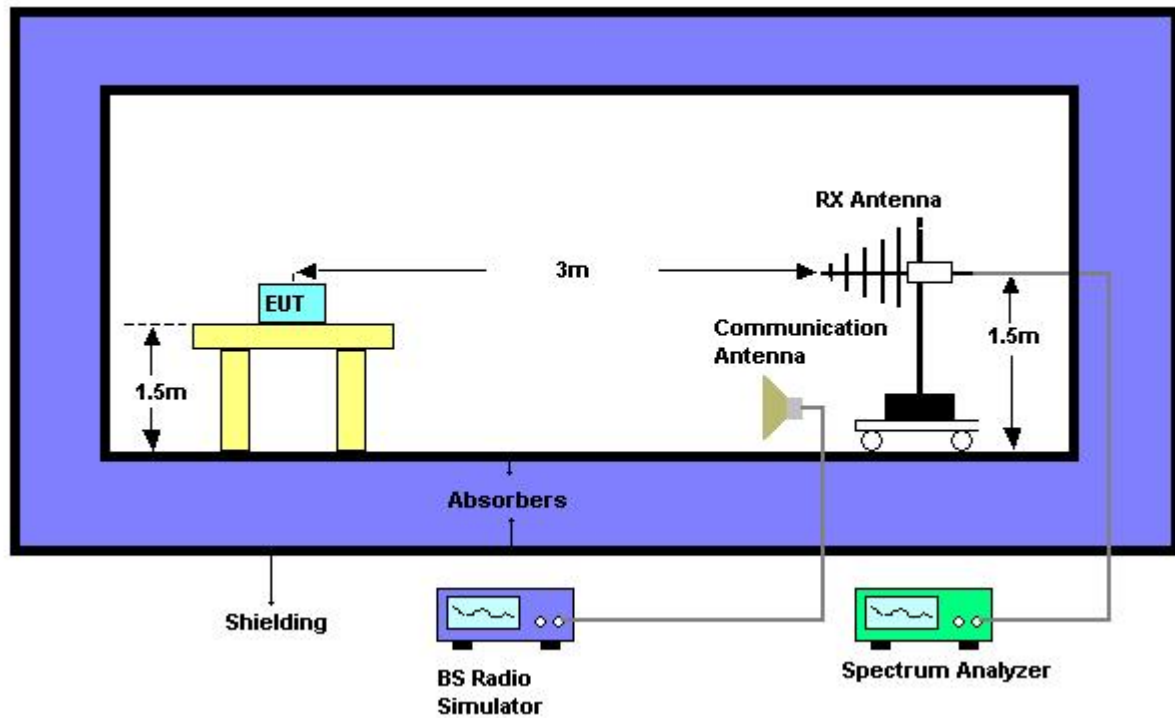 RX Antenna
3m
EUT
Communication
Antenna
1.5m
1.5m
Absorbers
Shielding
BS Radio
Simulator
Spectrum Analyzer